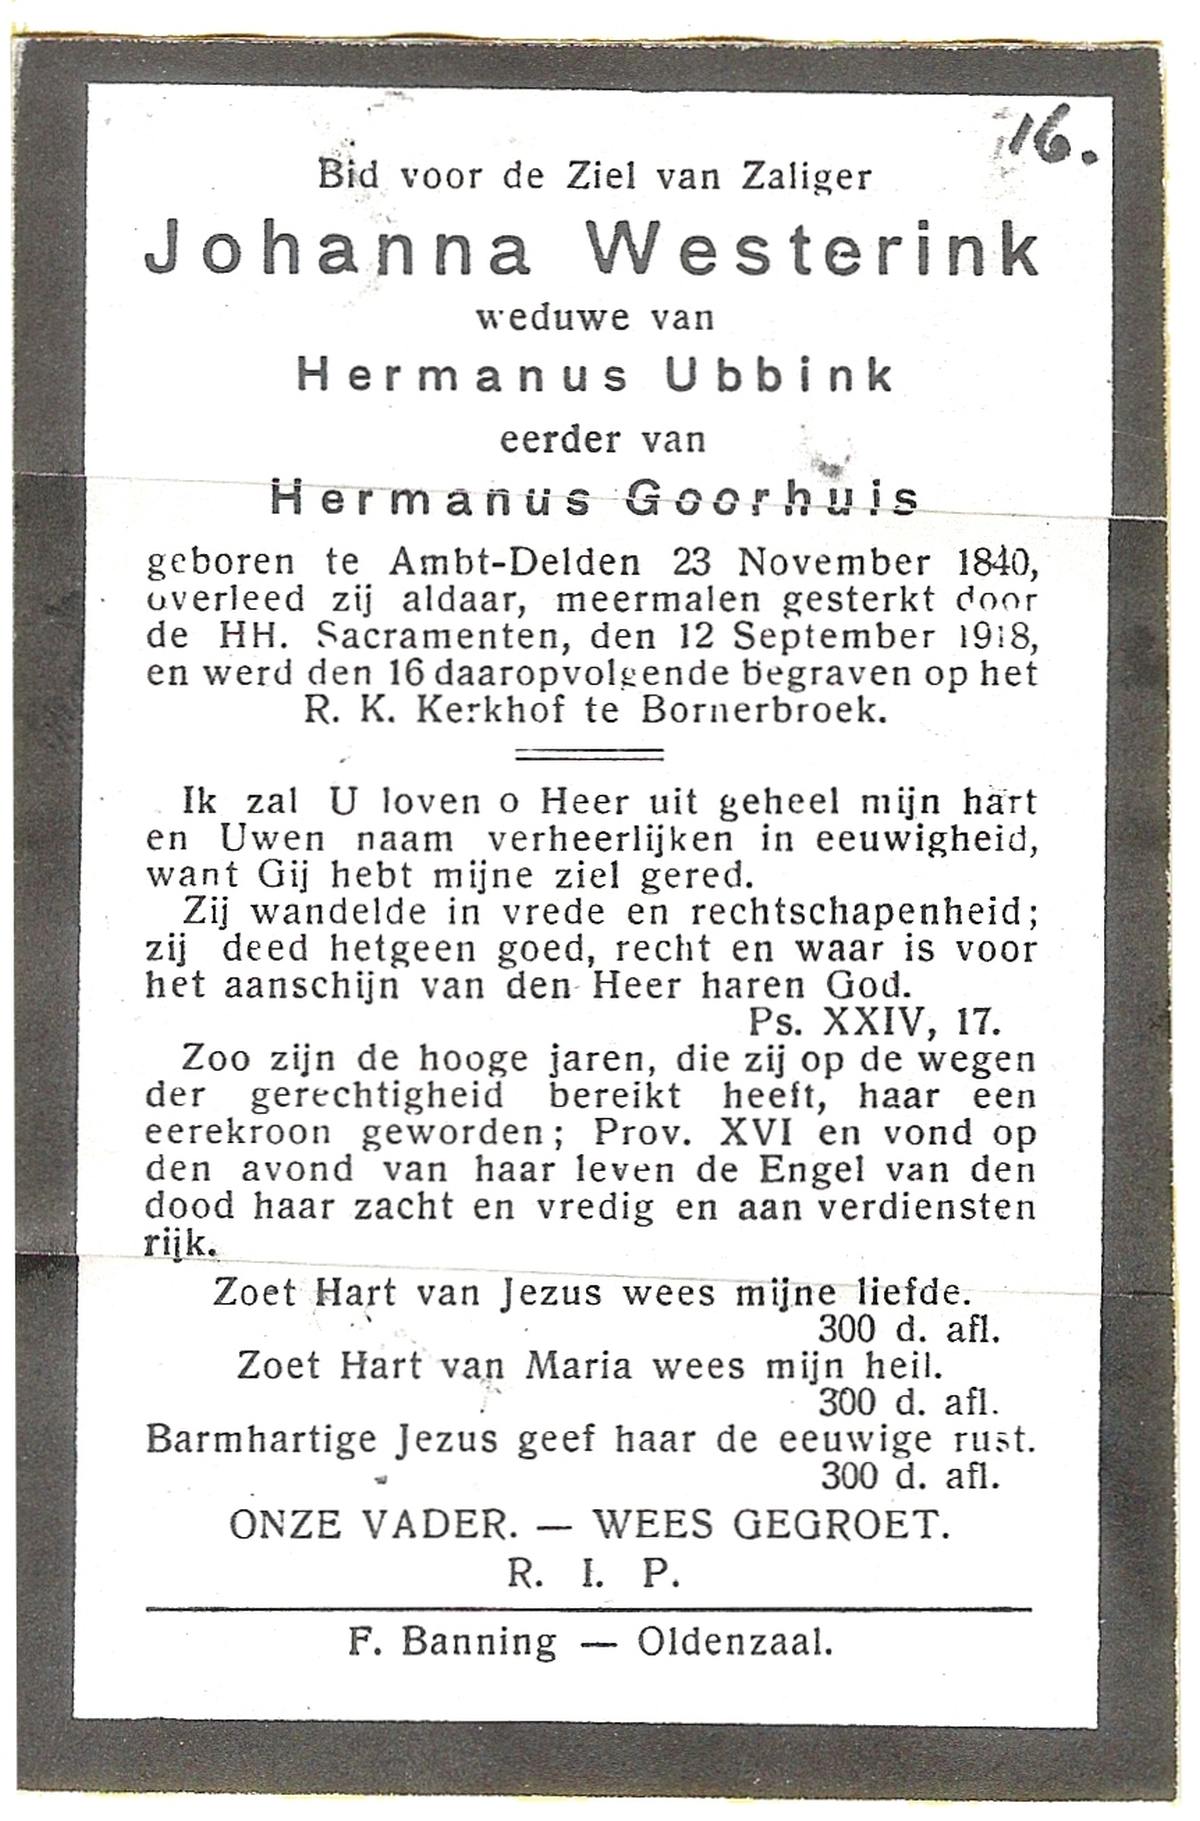 16.
Bid voor de Ziel van Zaliger
Johanna Westerink
weduwe van
Hermanus Ubbink
eerder van
Hermanus Goorhuis
geboren te Ambt-Delden 23 November 1840,
overleed zij aldaar, meermalen gesterkt door
de HH. Sacramenten, den 12 September 1918,
en werd den 16 daaropvolgende begraven op het
R. K. Kerkhof te Bornerbroek.
Ik zal U loven o Heer uit geheel mijn hart
en Uwen naam verheerlijken in eeuwigheid,
want Gij hebt mijne ziel gered.
Zij wandelde in vrede en rechtschapenheid;
zij deed hetgeen goed, recht en waar is voor
het aanschijn van den Heer haren God.
Ps. XXIV, 17.
Zoo zijn de hooge jaren, die zij op de wegen
der gerechtigheid bereikt heeft, haar een
eerekroon geworden; Prov. XVI en vond op
den avond van haar leven de Engel van den
dood haar zacht en vredig en aan verdiensten
rijk.
Zoet Hart van Jezus wees mijne liefde.
300 d. afl.
Zoet Hart van Maria wees mijn heil.
300 d. afl.
Barmhartige Jezus geef haar de eeuwige rust.
300 d. afl.
ONZE VADER. — WEES GEGROET.
R. I. P.
F. Banning — Oldenzaal.